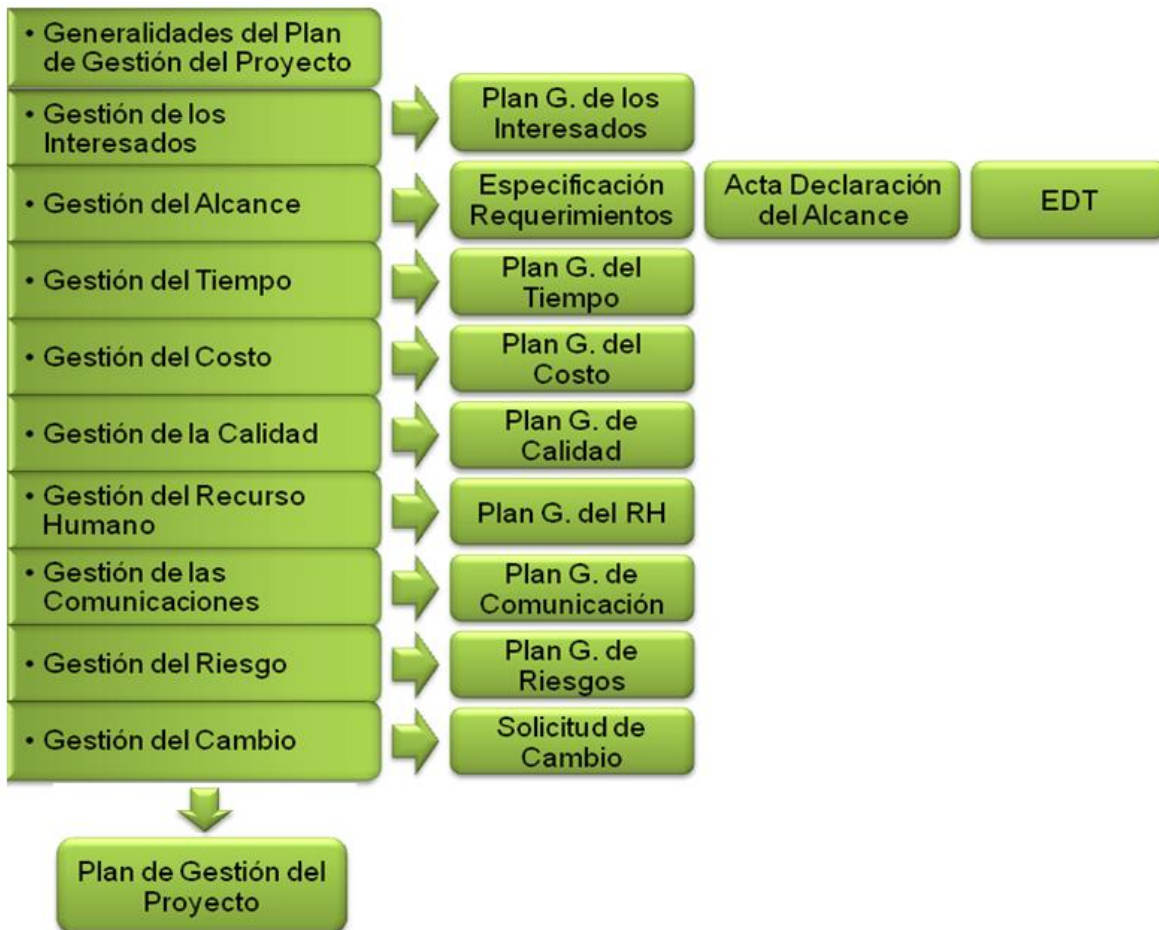 • Generalidades del Plan
de Gestión del Proyecto
• Gestión de los
Interesados
Plan G. de los
Interesados
• Gestión del Alcance
Especificación
Requerimientos
Acta Declaración
del Alcance
EDT
• Gestión del Tiempo
Plan G. del
Tiempo
• Gestión del Costo
Plan G. del
Costo
• Gestión de la Calidad
Plan G. de
Calidad
• Gestión del Recurso
Humano
Plan G. del RH
• Gestión de las
Comunicaciones
Plan G. de
Comunicación
• Gestión del Riesgo
Plan G. de
Riesgos
• Gestión del Cambio
Solicitud de
Cambio
Plan de Gestión del
Proyecto